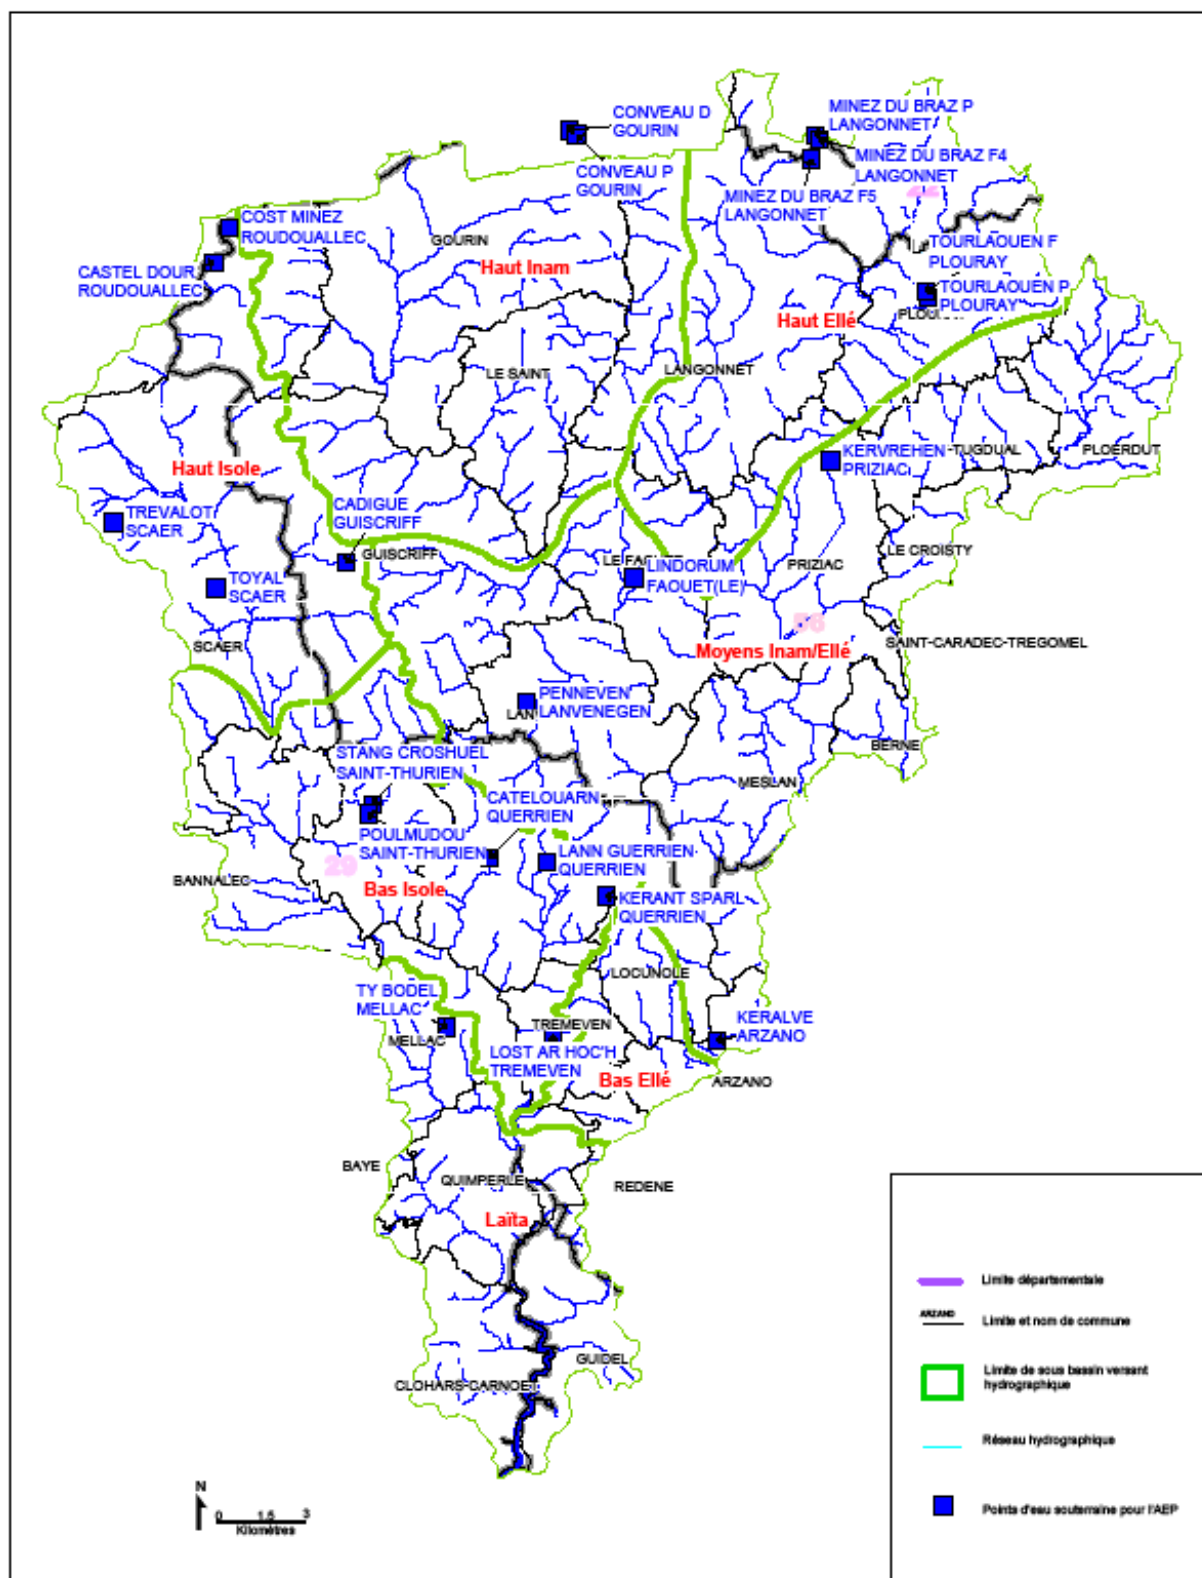 CONVEAU D
GOURIN
MINEZ DU BRAZ P
LANGONNET
MINEZ DU BRAZ F4
LANGONNET
CONVEAU P
GOURIN
MINEZ DU BRAZ F5
LANGONNET
COST MINEZ
ROUDOUALLEC
GOURIN
Haut Inam
TOURLAOUEN F
PLOURAY
CASTEL DOUR
ROUDOUALLEC
TOURLAOUEN P
PLOURAY
Haut Ellé
LE SAINT
LANGONNET
KERVREHEN
PRIZIAC
-TUGDUAL
PLOERDUT
Haut Isole
CADIGUE
GUISCRIFF
TREVALOT
SCAER
GUISCRIFF
LINDORUM
FAOUET(LE)
PRIZIAC
LE CROISTY
TOYAL
SCAER
56
SCAER
Moyens Inam/Ellé
SAINT-CARADEC-TREGOMEL
PENNEVEN
LANVENEGEN
BERNE
STANG CROSHUEL
SAINT-THURIEN
MESLAN
CATELOUARN
QUERRIEN
POULMUDOU
SAINT-THURIEN
LANN GUERRIEN
QUERRIEN
29
BANNALEC
Bas Isole
KERANT SPARL
QUERRIEN
LOCUNOLE
TY BODEL
MELLAC
KERALVE
ARZANO
TREMEVEN
MELLAC
LOST AR HOC'H
TREMEVEN
Bas Ellé
ARZANO
BAYE
QUIMPERLE
REDENE
Laïta
GUIDEL
CLOHARS-CARNOET
N
0 1,5 3
Kilomètres
Limite départementale
ARZANO
Limite et nom de commune
Limite de sous bassin versant
hydrographique
Réseau hydrographique
Points d'eau souterraine pour l'AEP